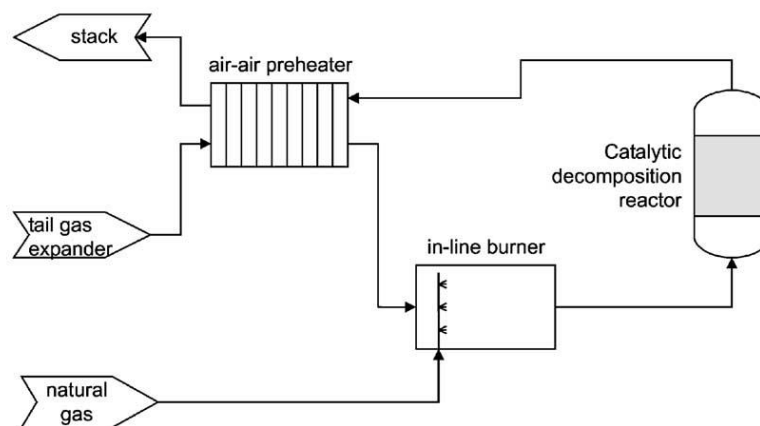 stack
air-air preheater
Catalytic
decomposition
reactor
tail gas
expander
in-line burner
natural
gas